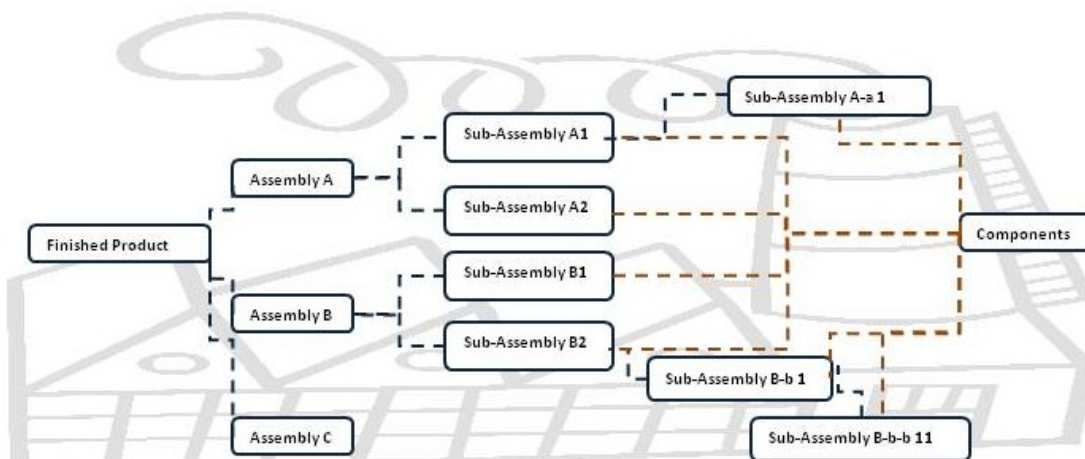 Sub-Assembly A-a 1
Sub-Assembly A1
Assembly A
Sub-Assembly A2
Finished Product
Components
Sub-Assembly B1
Assembly B
Sub-Assembly B2
Sub-Assembly B-b 1
Assembly C
Sub-Assembly B-b-b 11